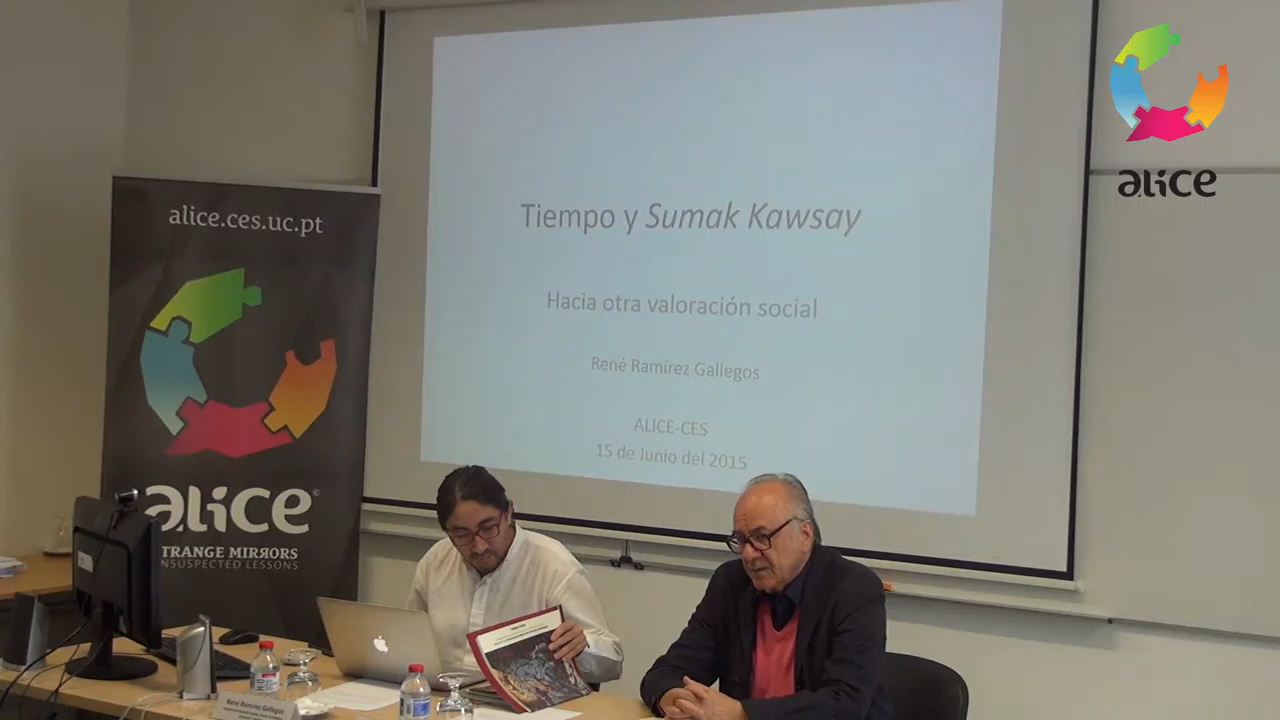 alice.ces.uc.pt
alice
TRANGE MIRRORS
NSUSPECTED LESSONS
Tiempo y Sumak Kawsay
Hacia otra valoración social
René Ramírez Gallegos
ALICE-CES
15 de Junio del 2015
alice
René Ramírez Gallegos